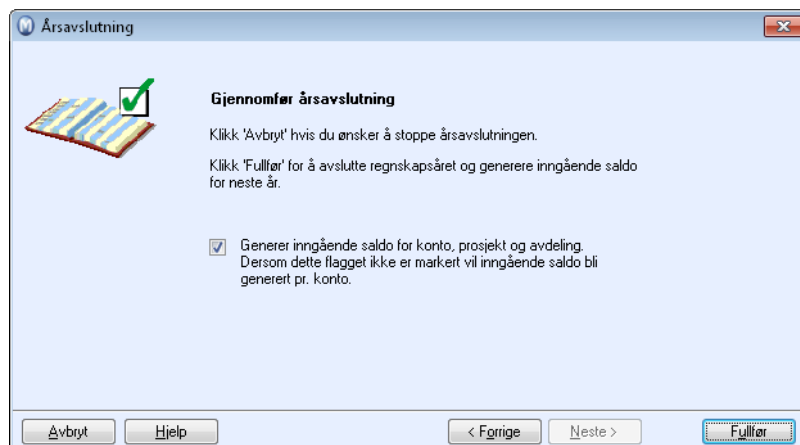 Årsavslutning
Gjennomfør årsavslutning
Klikk 'Avbryt' hvis du ønsker å stoppe årsavslutningen.
Klikk 'Fullfør' for å avslutte regnskapsåret og generere inngående saldo
for neste år.
Generer inngående saldo for konto, prosjekt og avdeling.
Dersom dette flagget ikke er markert vil inngående saldo bli
generert pr. konto.
Avbryt Hjelp < Forrige Neste > Fullfør